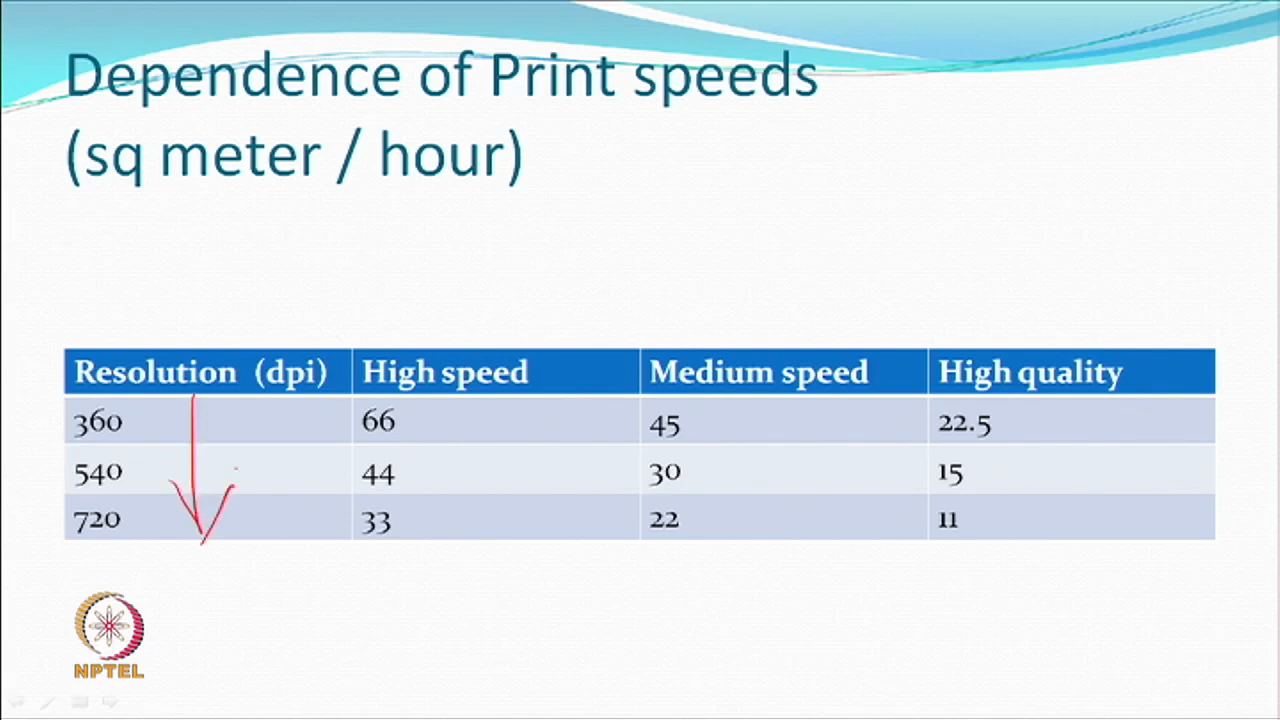 Dependence of Print speeds
(sq meter / hour)
Resolution (dpi) High speed Medium speed High quality
360 66 45 22.5
540 44 30 15
720 33 22 11
NPTEL